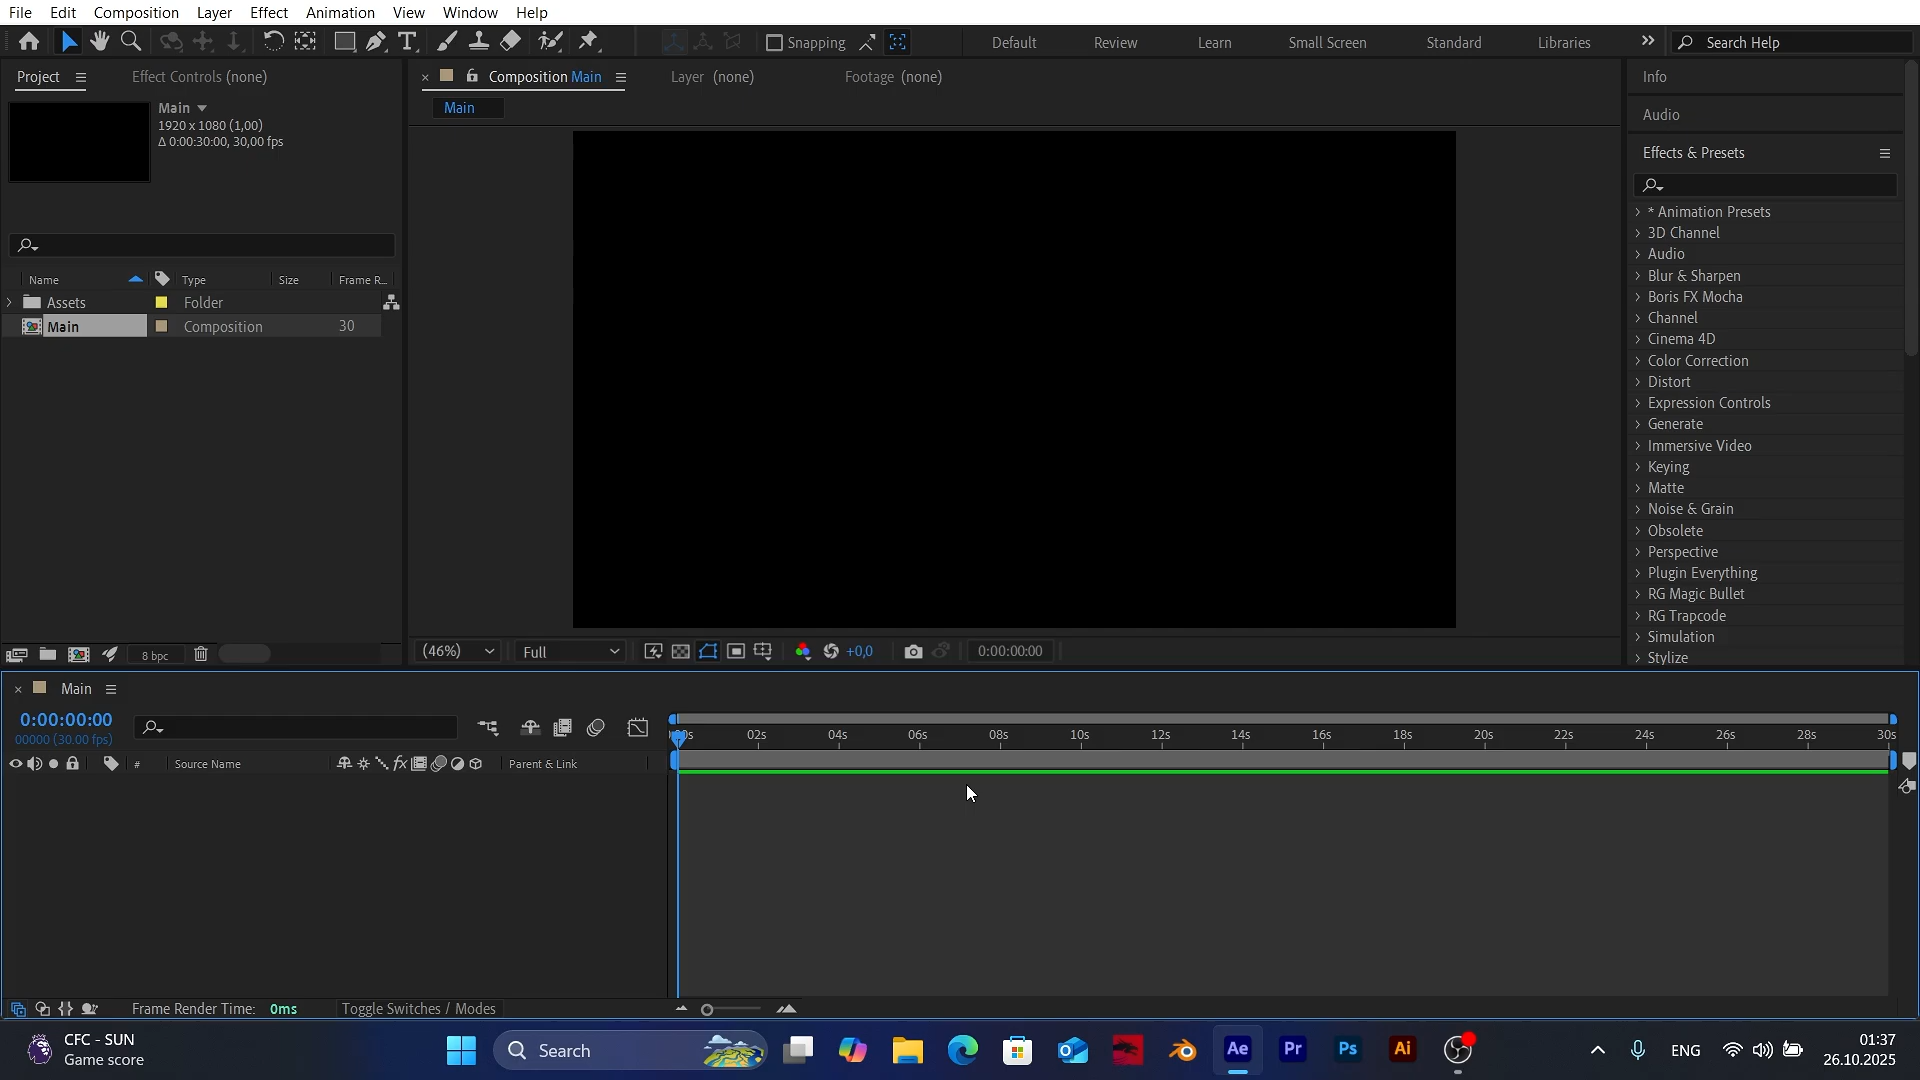 File Edit Composition Layer Effect Animation View Window Help
Snapping Default Review Learn Small Screen Standard Libraries Search Help
Project Effect Controls (none)
Composition Main Layer (none) Footage (none)
Info
Main
Main
1920 x 1080 (1,00)
Δ 0:00:30:00, 30,00 fps
Audio
Effects & Presets
Name Type Size Frame R...
Assets Folder
Main Composition 30
* Animation Presets
3D Channel
Audio
Blur & Sharpen
Boris FX Mocha
Channel
Cinema 4D
Color Correction
Distort
Expression Controls
Generate
Immersive Video
Keying
Matte
Noise & Grain
Obsolete
Perspective
Plugin Everything
RG Magic Bullet
RG Trapcode
Simulation
Stylize
8 bpc
(46%) Full +0,0 0:00:00:00
Main
0:00:00:00
00000 (30.00 fps)
02s 04s 06s 08s 10s 12s 14s 16s 18s 20s 22s 24s 26s 28s 30s
# Source Name fx Parent & Link
Frame Render Time: 0ms Toggle Switches / Modes
CFC - SUN
Game score
Search
Ae Pr Ps Ai
ENG
01:37
26.10.2025